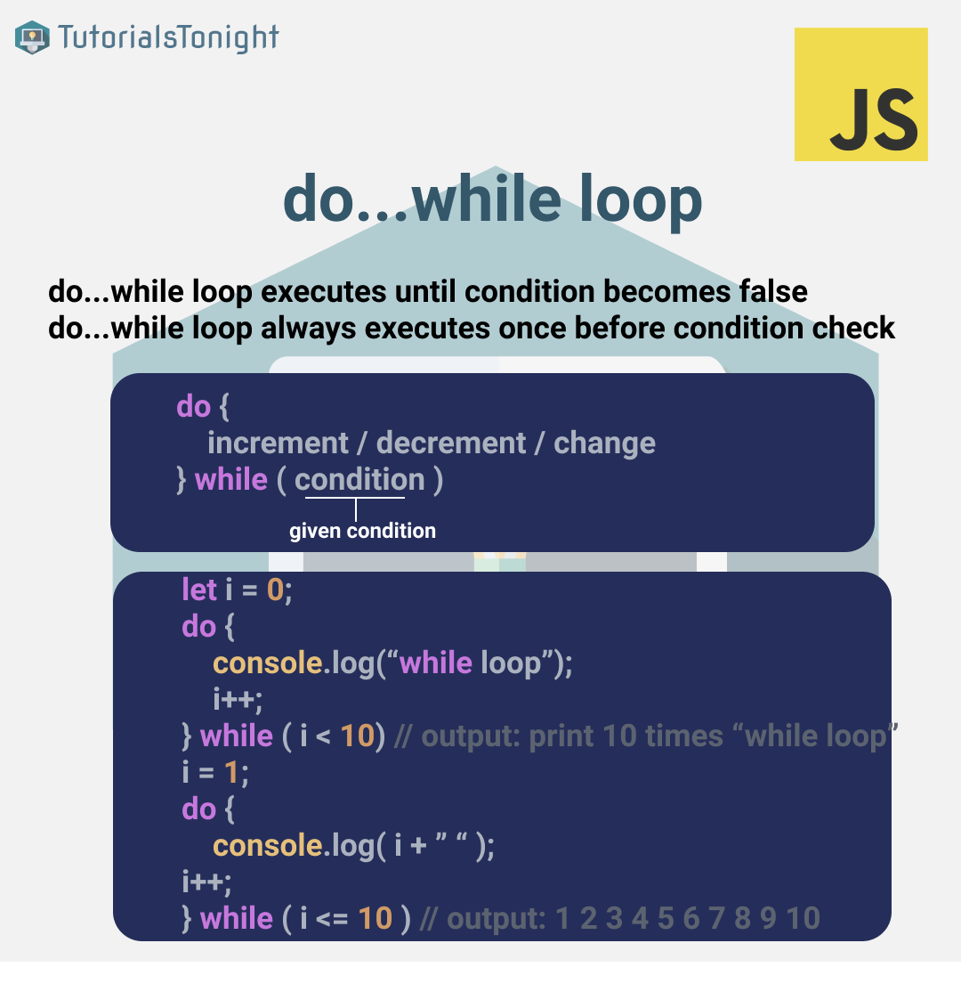 TutorialsTonight
JS
do...while loop
do...while loop executes until condition becomes false
do...while loop always executes once before condition check
do {
increment / decrement / change
} while ( condition )
given condition
let i = 0;
do {
console.log(“while loop”);
i++;
} while ( i < 10) // output: print 10 times “while loop”
i = 1;
do {
console.log( i + ” “ );
i++;
} while ( i <= 10 ) // output: 1 2 3 4 5 6 7 8 9 10